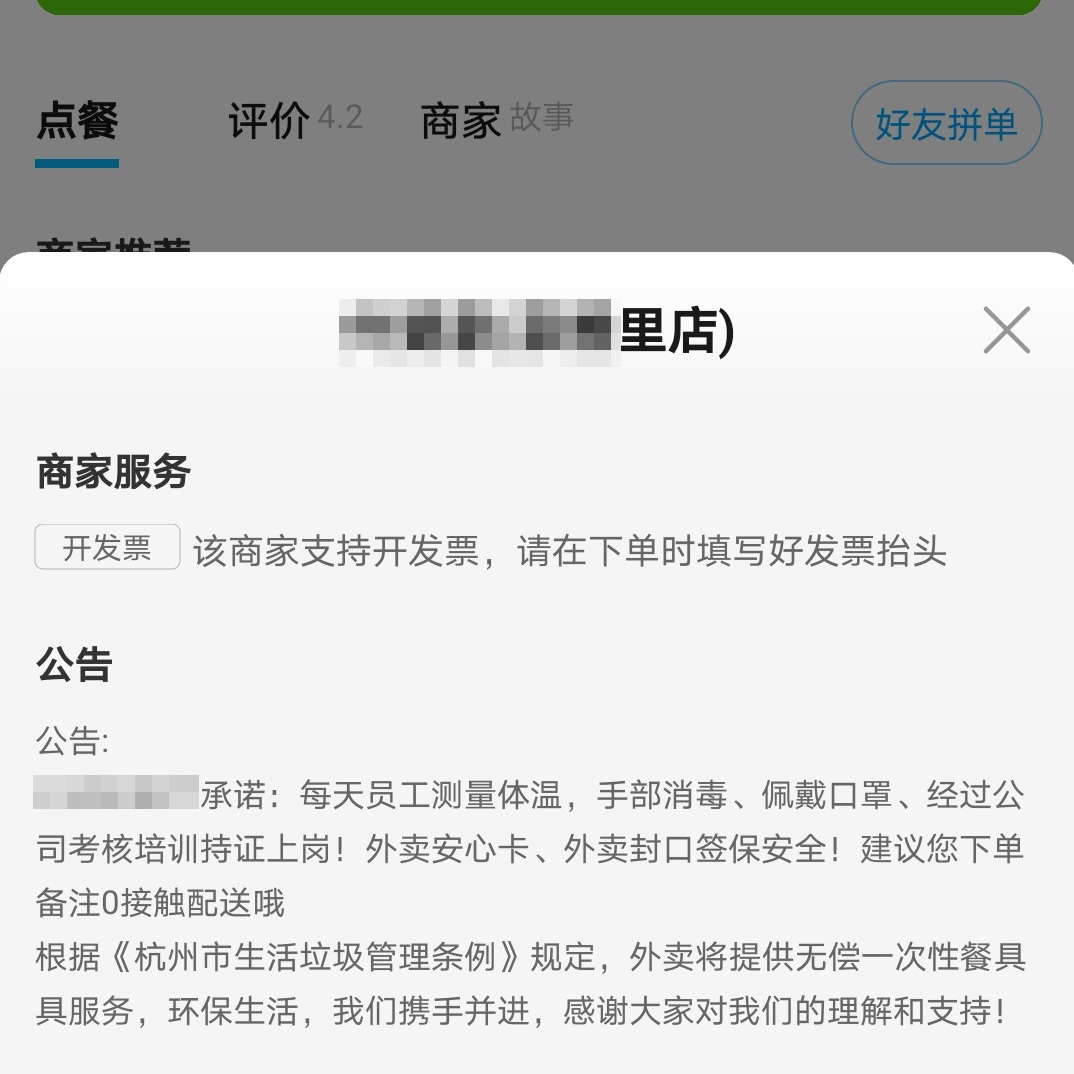 点餐 评价 4.2 商家 故事 好友拼单
商家推荐
里店)
商家服务
开发票 该商家支持开发票，请在下单时填写好发票抬头
公告
公告:
承诺：每天员工测量体温，手部消毒、佩戴口罩、经过公
司考核培训持证上岗！外卖安心卡、外卖封口签保安全！建议您下单
备注0接触配送哦
根据《杭州市生活垃圾管理条例》规定，外卖将提供无偿一次性餐具
具服务，环保生活，我们携手并进，感谢大家对我们的理解和支持！